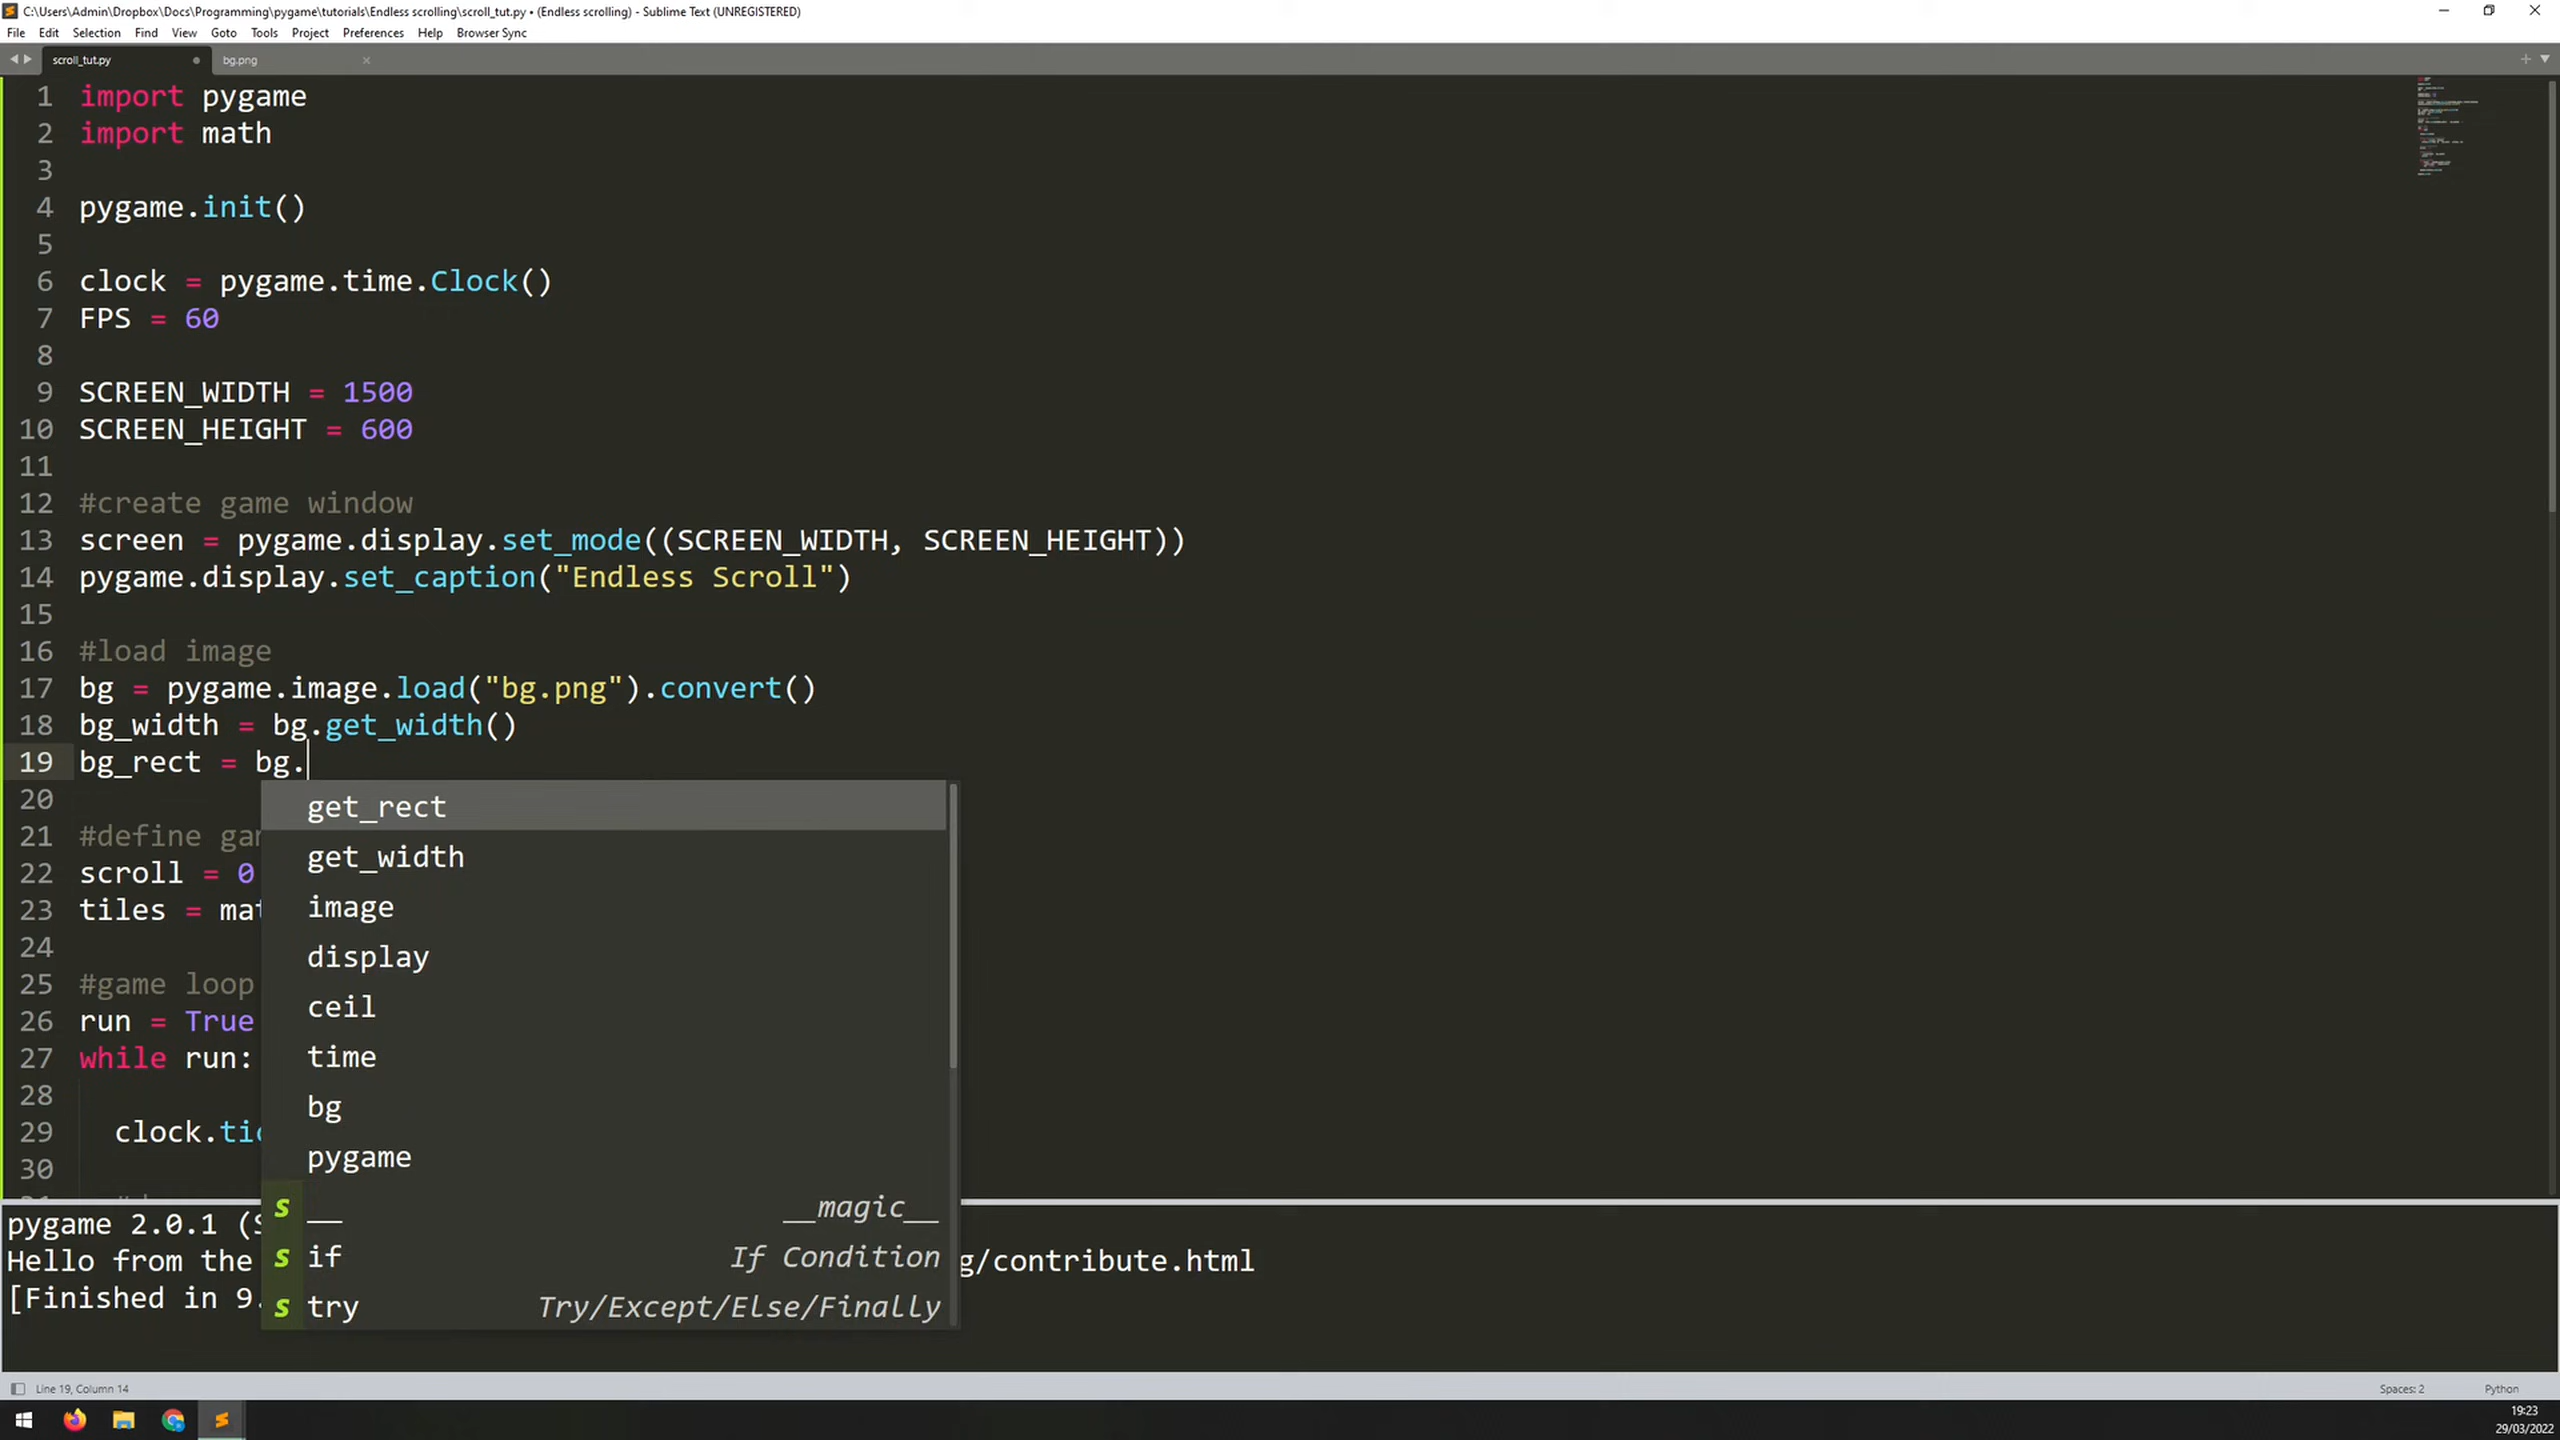 C:\Users\Admin\Dropbox\Docs\Programming\pygame\tutorials\Endless scrolling\scroll_tut.py • (Endless scrolling) - Sublime Text (UNREGISTERED)
File Edit Selection Find View Goto Tools Project Preferences Help Browser Sync
scroll_tut.py bg.png
1 import pygame
2 import math
3
4 pygame.init()
5
6 clock = pygame.time.Clock()
7 FPS = 60
8
9 SCREEN_WIDTH = 1500
10 SCREEN_HEIGHT = 600
11
12 #create game window
13 screen = pygame.display.set_mode((SCREEN_WIDTH, SCREEN_HEIGHT))
14 pygame.display.set_caption("Endless Scroll")
15
16 #load image
17 bg = pygame.image.load("bg.png").convert()
18 bg_width = bg.get_width()
19 bg_rect = bg.
20
21 #define
22 scroll = 0
23 tiles =
24
25 #game loop
26 run = True
27 while run:
28
29 clock.
30
get_rect
get_width
image
display
ceil
time
bg
pygame
s __ __magic__
s if If Condition
s try Try/Except/Else/Finally
pygame 2.0.1
Hello from the g/contribute.html
[Finished in 9.
Line 19, Column 14 Spaces: 2 Python
19:23
29/03/2022